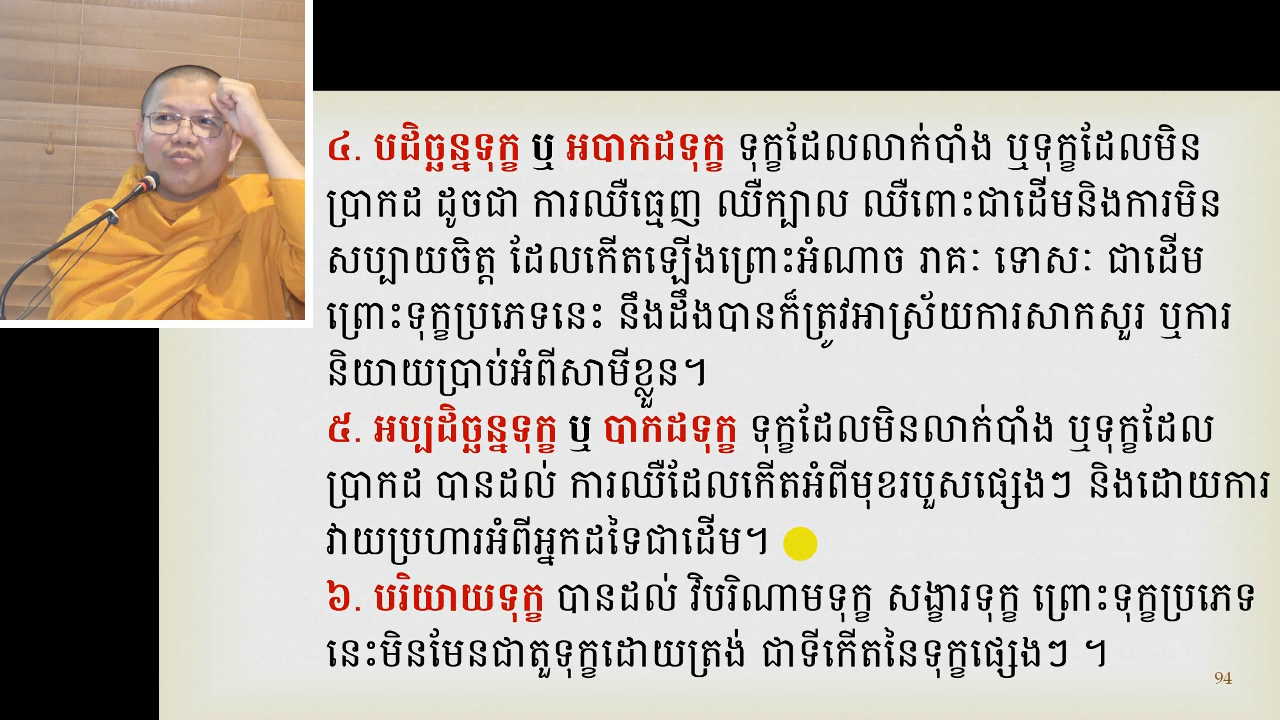 ៤. បដិច្ឆន្នទុក្ខ ឬ អបាកដទុក្ខ ទុក្ខដែលលាក់បាំង ឬទុក្ខដែលមិន
ប្រាកដ ដូចជា ការឈឺធ្មេញ ឈឺក្បាល ឈឺពោះជាដើមនិងការមិន
សប្បាយចិត្ត ដែលកើតឡើងព្រោះអំណាច រាគៈ ទោសៈ ជាដើម
ព្រោះទុក្ខប្រភេទនេះ នឹងដឹងបានក៏ត្រូវអាស្រ័យការសាកសួរ ឬការ
និយាយប្រាប់អំពីសាមីខ្លួន។
៥. អប្បដិច្ឆន្នទុក្ខ ឬ បាកដទុក្ខ ទុក្ខដែលមិនលាក់បាំង ឬទុក្ខដែល
ប្រាកដ បានដល់ ការឈឺដែលកើតអំពីមុខរបួសផ្សេងៗ និងដោយការ
វាយប្រហារអំពីអ្នកដទៃជាដើម។
៦. បរិយាយទុក្ខ បានដល់ វិបរិណាមទុក្ខ សង្ខារទុក្ខ ព្រោះទុក្ខប្រភេទ
នេះមិនមែនជាតួទុក្ខដោយត្រង់ ជាទីកើតនៃទុក្ខផ្សេងៗ ។
94